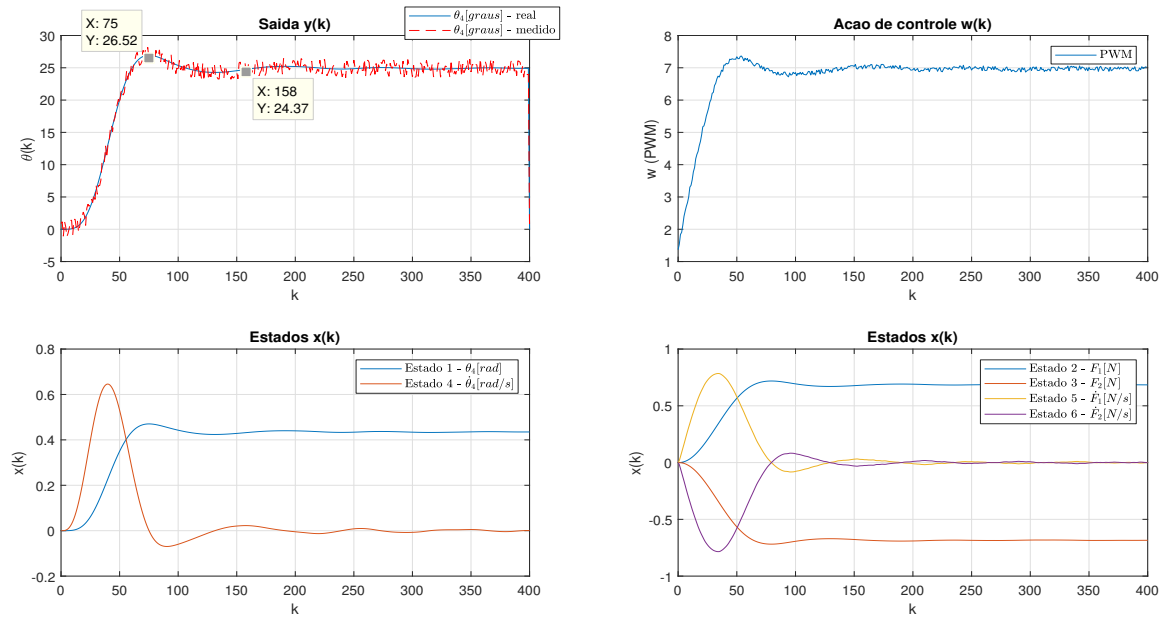 Saida y(k)
θ₄[graus] - real
θ₄[graus] - medido
X: 75
Y: 26.52
X: 158
Y: 24.37
30
25
20
15
10
5
0
-5
θ(k)
0 50 100 150 200 250 300 350 400
k
Acao de controle w(k)
PWM
8
7
6
5
4
3
2
1
w (PWM)
0 50 100 150 200 250 300 350 400
k
Estados x(k)
Estado 1 - θ₄[rad]
Estado 4 - θ̇₄[rad/s]
0.8
0.6
0.4
0.2
0
-0.2
x(k)
0 50 100 150 200 250 300 350 400
k
Estados x(k)
Estado 2 - F₁[N]
Estado 3 - F₂[N]
Estado 5 - Ḟ₁[N/s]
Estado 6 - Ḟ₂[N/s]
1
0.5
0
-0.5
-1
x(k)
0 50 100 150 200 250 300 350 400
k